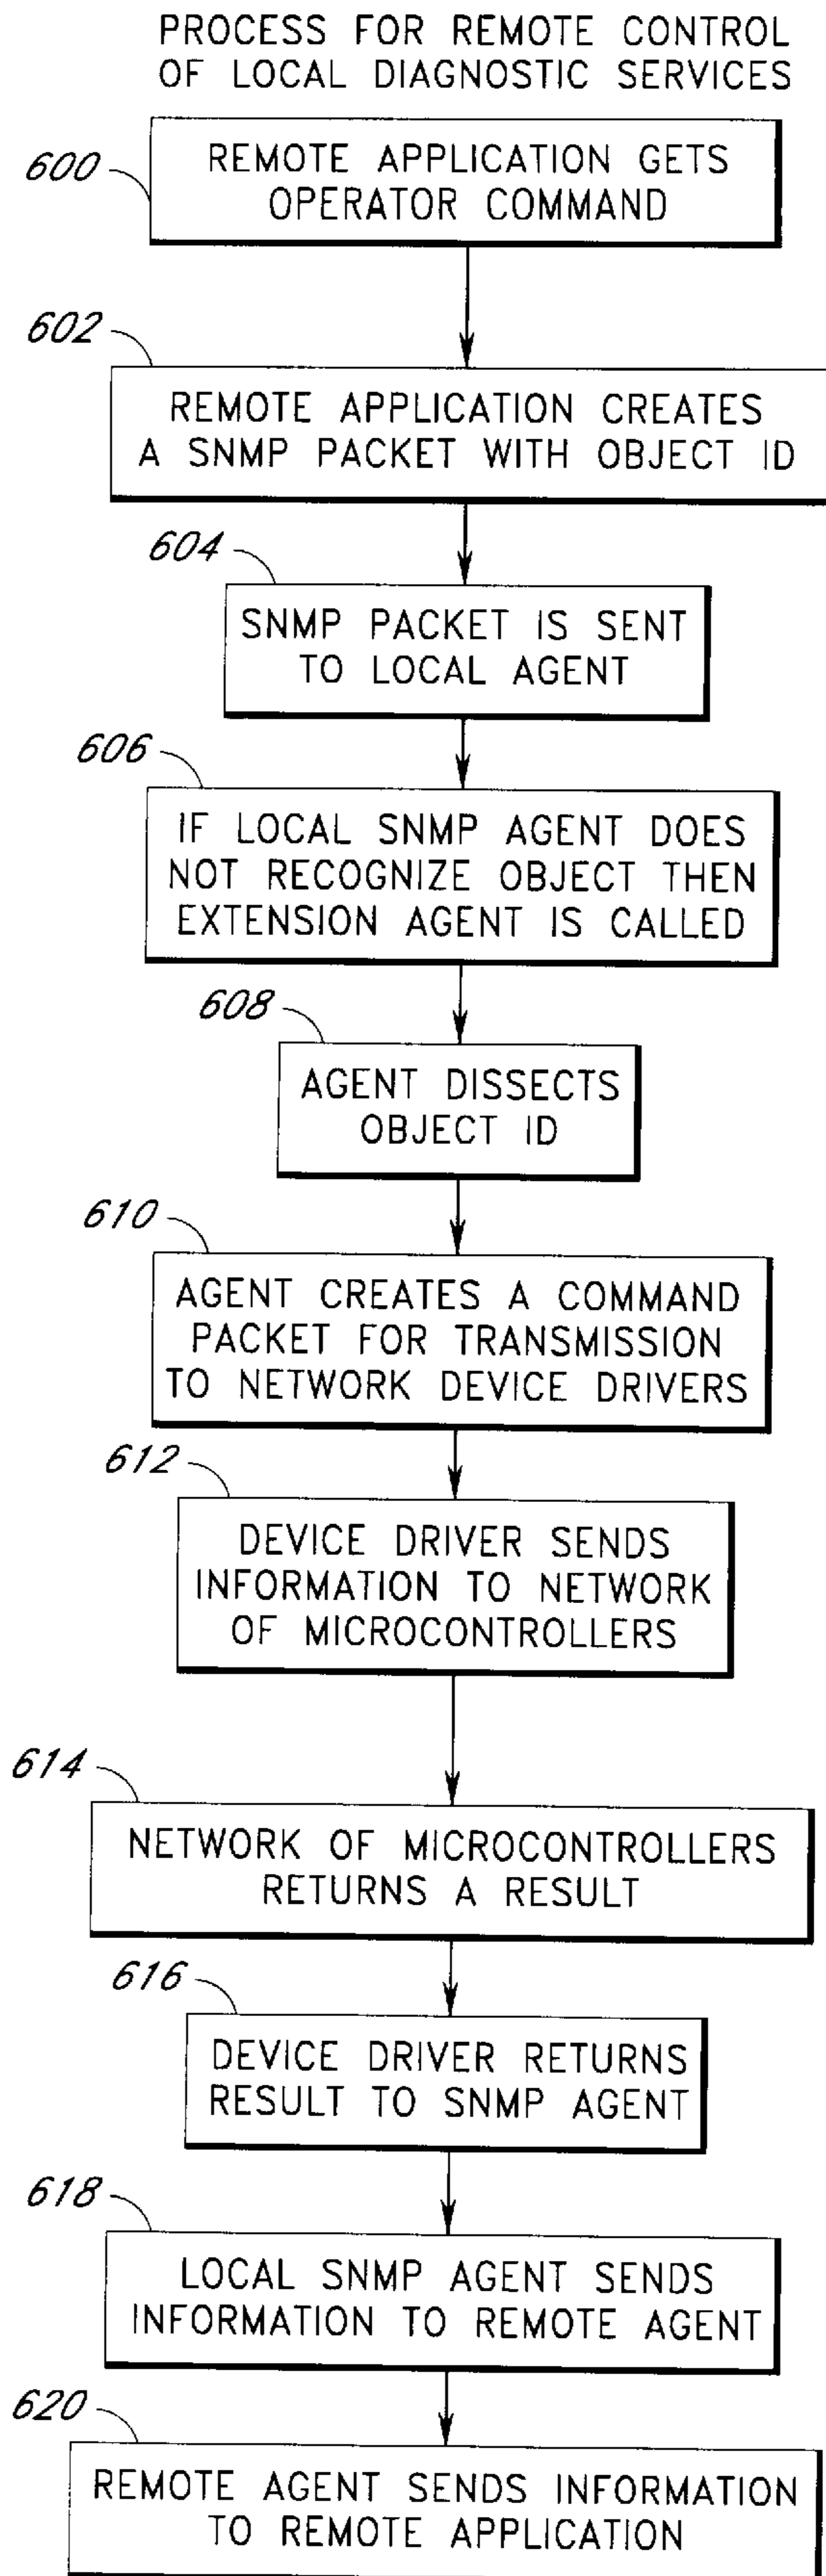 PROCESS FOR REMOTE CONTROL
OF LOCAL DIAGNOSTIC SERVICES
600
REMOTE APPLICATION GETS
OPERATOR COMMAND
602
REMOTE APPLICATION CREATES
A SNMP PACKET WITH OBJECT ID
604
SNMP PACKET IS SENT
TO LOCAL AGENT
606
IF LOCAL SNMP AGENT DOES
NOT RECOGNIZE OBJECT THEN
EXTENSION AGENT IS CALLED
608
AGENT DISSECTS
OBJECT ID
610
AGENT CREATES A COMMAND
PACKET FOR TRANSMISSION
TO NETWORK DEVICE DRIVERS
612
DEVICE DRIVER SENDS
INFORMATION TO NETWORK
OF MICROCONTROLLERS
614
NETWORK OF MICROCONTROLLERS
RETURNS A RESULT
616
DEVICE DRIVER RETURNS
RESULT TO SNMP AGENT
618
LOCAL SNMP AGENT SENDS
INFORMATION TO REMOTE AGENT
620
REMOTE AGENT SENDS INFORMATION
TO REMOTE APPLICATION